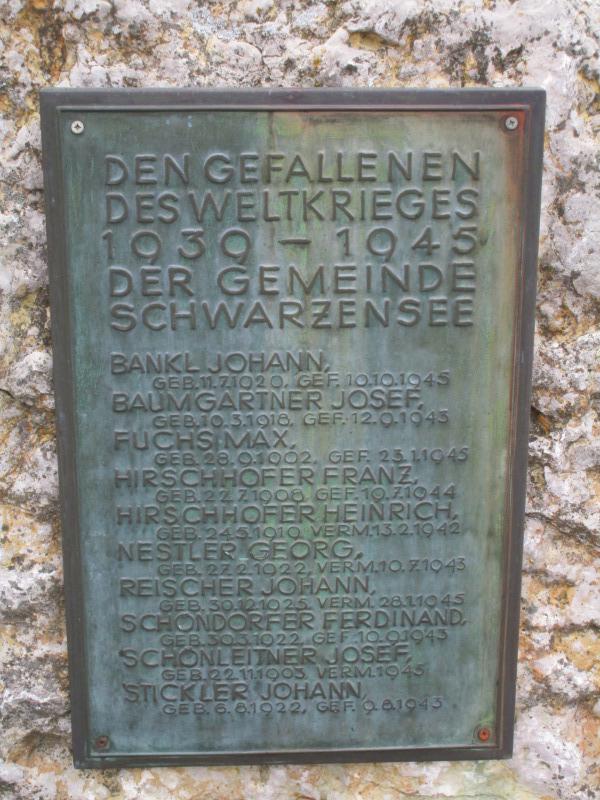 DEN GEFALLENEN
DES WELTKRIEGES
1939 – 1945
DER GEMEINDE
SCHWARZENSEE
BANKL JOHANN,
GEB. 11.7.1920, GEF. 10.10.1945
BAUMGARTNER JOSEF,
GEB. 10.3.1918, GEF. 12.9.1943
FUCHS MAX,
GEB. 28.9.1902, GEF. 23.1.1945
HIRSCHHOFER FRANZ,
GEB. 22.7.1908, GEF. 19.7.1944
HIRSCHHOFER HEINRICH,
GEB. 24.5.1910, VERM. 13.2.1942
NESTLER GEORG,
GEB. 27.2.1922, VERM. 10.7.1943
REISCHER JOHANN,
GEB. 30.12.1925, VERM. 28.1.1945
SCHÖNDORFER FERDINAND,
GEB. 30.3.1922, GEF. 10.9.1943
SCHÖNLEITNER JOSEF,
GEB. 22.11.1903, VERM. 1945
STICKLER JOHANN,
GEB. 6.8.1922, GEF. 9.8.1943